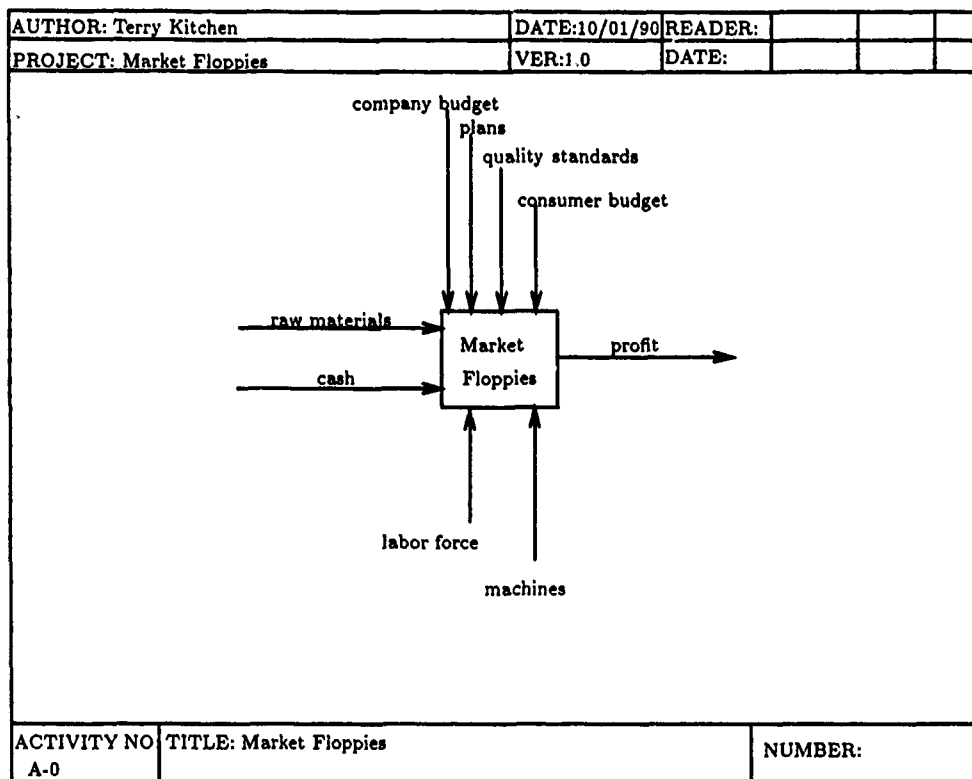 AUTHOR: Terry Kitchen DATE:10/01/90 READER:
PROJECT: Market Floppies VER:1.0 DATE:
company budget
plans
quality standards
consumer budget
raw materials
Market
profit
cash
Floppies
labor force
machines
ACTIVITY NO TITLE: Market Floppies NUMBER:
A-0